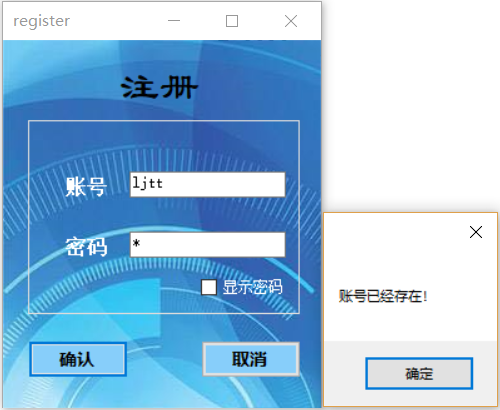 register
注册
账号 ljtt
密码 *
显示密码
确认 取消
账号已经存在!
确定